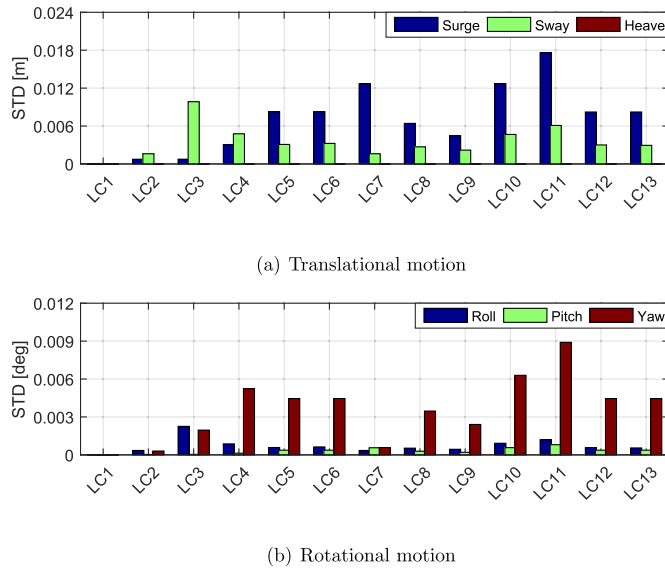 0.024
0.018
0.012
0.006
0
STD [m]
Surge Sway Heave
LC1 LC2 LC3 LC4 LC5 LC6 LC7 LC8 LC9 LC10 LC11 LC12 LC13
(a) Translational motion
0.012
0.009
0.006
0.003
0
STD [deg]
Roll Pitch Yaw
LC1 LC2 LC3 LC4 LC5 LC6 LC7 LC8 LC9 LC10 LC11 LC12 LC13
(b) Rotational motion